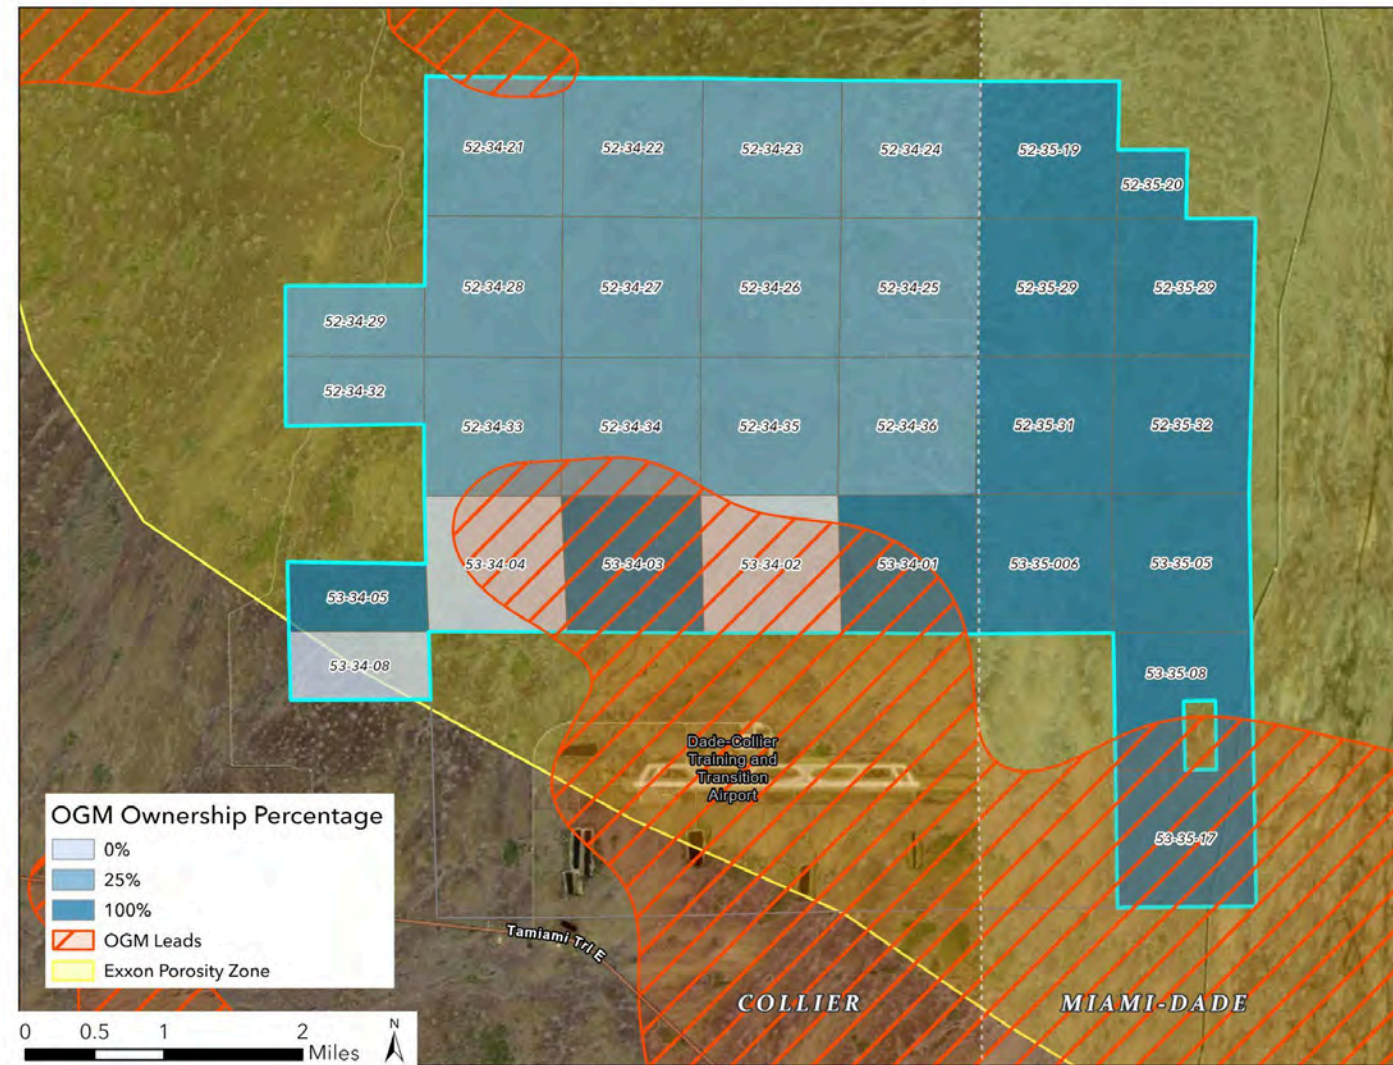 52-34-21
52-34-22
52-34-23
52-34-24
52-35-19
52-35-20
52-34-29
52-34-28
52-34-27
52-34-26
52-34-25
52-35-29
52-35-29
52-34-32
52-34-33
52-34-34
52-34-35
52-34-36
52-35-31
52-35-32
53-34-05
53-34-04
53-34-03
53-34-02
53-34-01
53-35-006
53-35-05
53-34-08
53-35-08
Dade-Collier
Training and
Transition
Airport
53-35-17
OGM Ownership Percentage
0%
25%
100%
OGM Leads
Exxon Porosity Zone
Tamiami Trl E
COLLIER
MIAMI-DADE
0 0.5 1 2
Miles
N